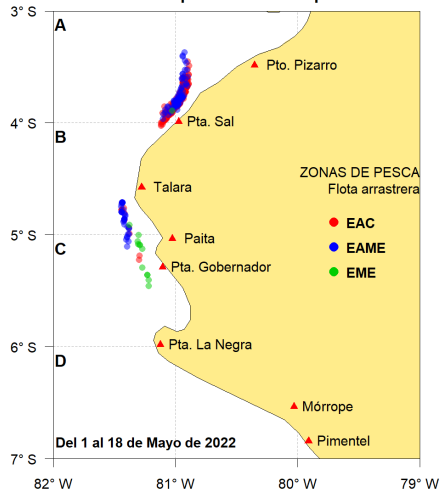 3° S
A
Pto. Pizarro
4° S
Pta. Sal
B
ZONAS DE PESCA
Flota arrastrera
Talara
EAC
5° S
Paita
EAME
C
Pta. Gobernador
EME
6° S
Pta. La Negra
D
Mórrope
Del 1 al 18 de Mayo de 2022
Pimentel
7° S
82° W
81° W
80° W
79° W